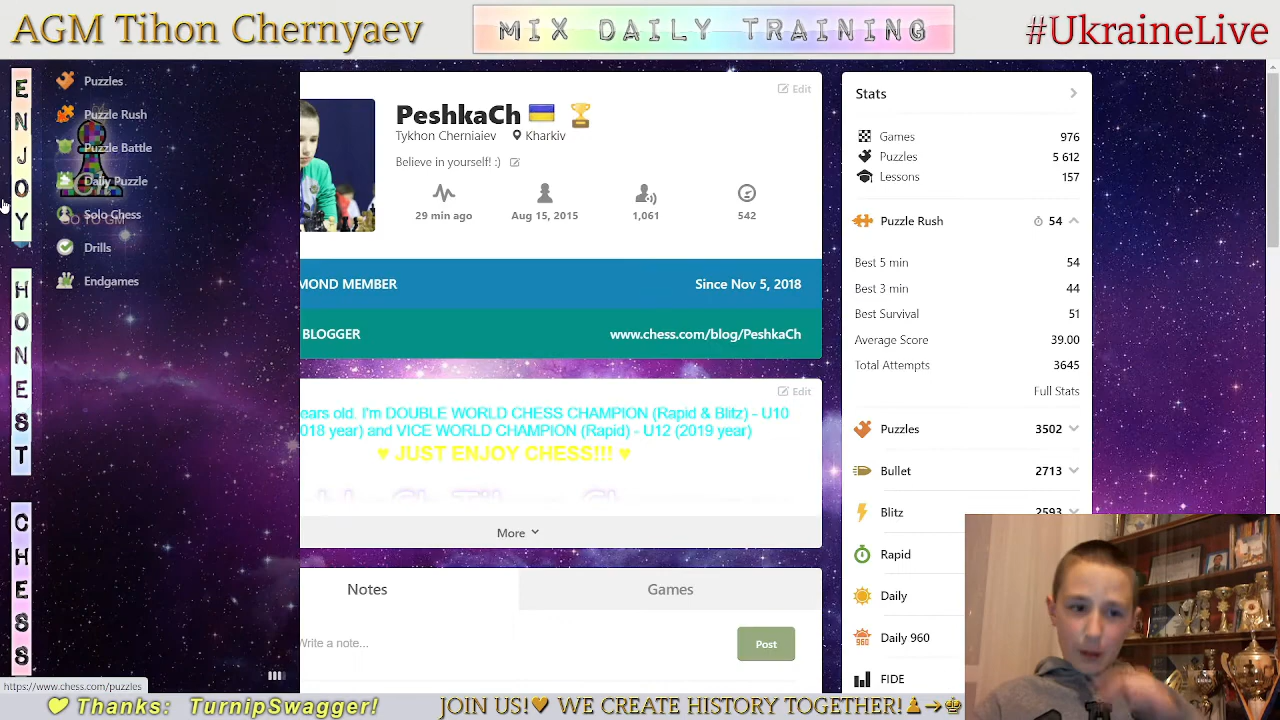 AGM Tihon Chernyaev
MIX DAILY TRAINING
#UkraineLive
ENJOY
HONEST
CHESS
Puzzles
Puzzle Rush
Puzzle Battle
Daily Puzzle
Solo Chess
GO TO GM
Drills
Endgames
PeshkaCh
Edit
Tykhon Cherniaiev
Kharkiv
Believe in yourself! :)
29 min ago
Aug 15, 2015
1,061
542
MOND MEMBER
Since Nov 5, 2018
BLOGGER
www.chess.com/blog/PeshkaCh
Edit
ears old. I'm DOUBLE WORLD CHESS CHAMPION (Rapid & Blitz) - U10
018 year) and VICE WORLD CHAMPION (Rapid) - U12 (2019 year)
♥ JUST ENJOY CHESS!!! ♥
More
Notes
Games
Write a note...
Post
Stats
Games 976
Puzzles 5 612
Lessons 157
Puzzle Rush 54
Best 5 min 54
Best 3 min 44
Best Survival 51
Average Score 39.00
Total Attempts 3645
Full Stats
Puzzles 3502
Bullet 2713
Blitz 2593
Rapid
Daily
Daily 960
FIDE
https://www.chess.com/puzzles
Thanks: TurnipSwagger!
JOIN US! WE CREATE HISTORY TOGETHER!